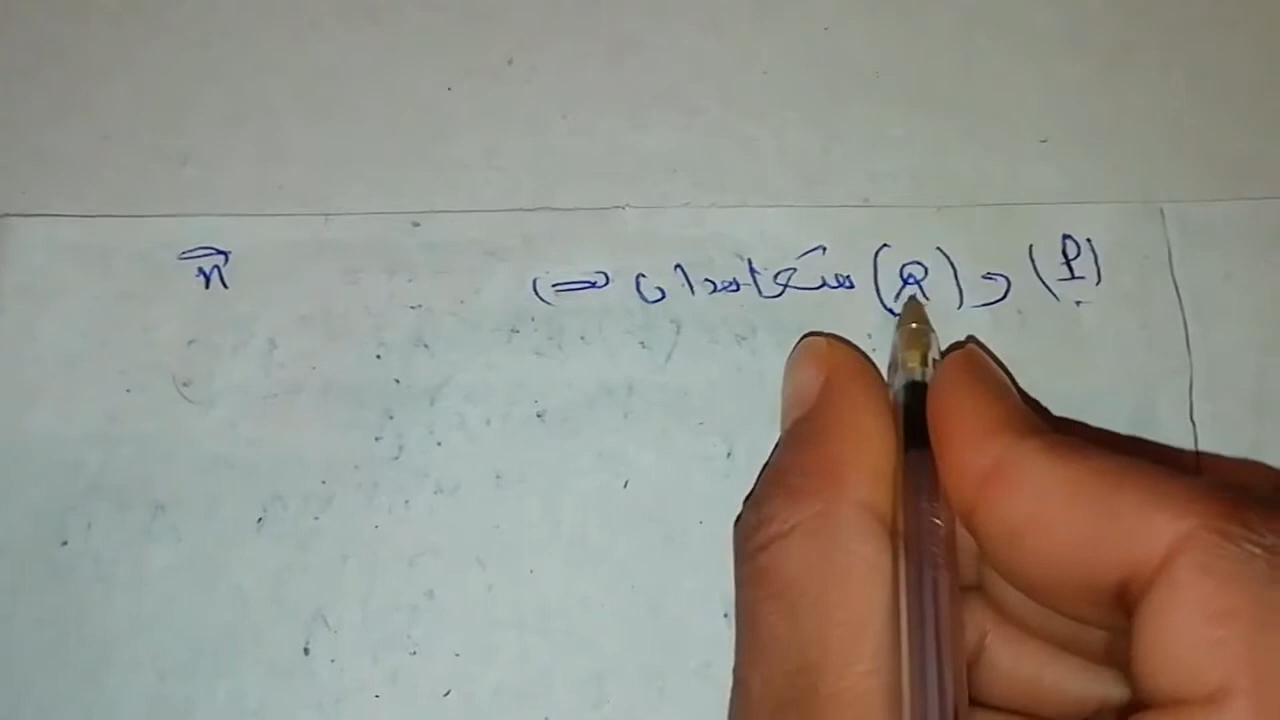 (P) و (Q) متعامدان ⇔ n⃗